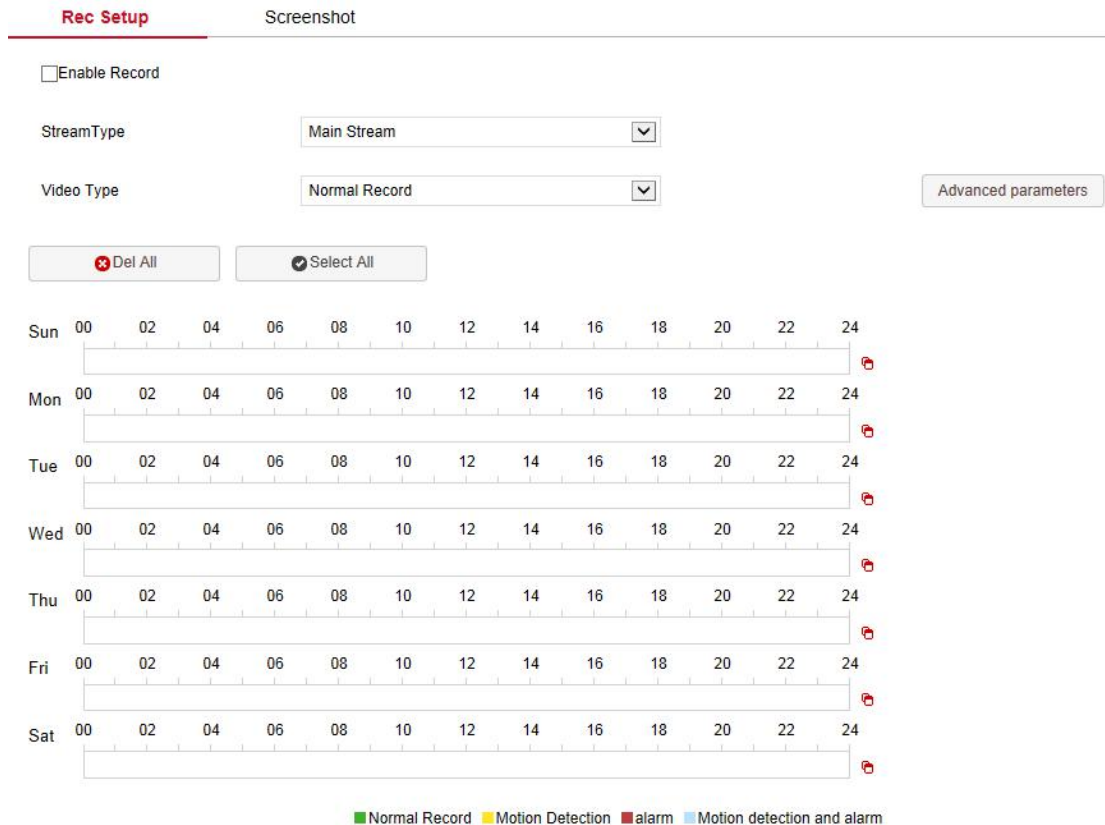 Rec Setup Screenshot
Enable Record
StreamType Main Stream
Video Type Normal Record Advanced parameters
Del All Select All
Sun 00 02 04 06 08 10 12 14 16 18 20 22 24
Mon 00 02 04 06 08 10 12 14 16 18 20 22 24
Tue 00 02 04 06 08 10 12 14 16 18 20 22 24
Wed 00 02 04 06 08 10 12 14 16 18 20 22 24
Thu 00 02 04 06 08 10 12 14 16 18 20 22 24
Fri 00 02 04 06 08 10 12 14 16 18 20 22 24
Sat 00 02 04 06 08 10 12 14 16 18 20 22 24
Normal Record Motion Detection alarm Motion detection and alarm